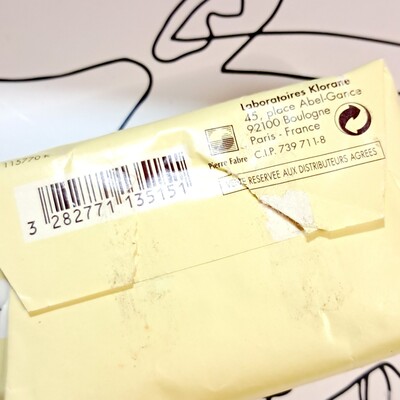 Laboratoires Klorane
45, place Abel-Gance
92100 Boulogne
Paris - France
C.I.P. 739 711-8
Pierre Fabre
RESERVEE AUX DISTRIBUTEURS AGREES
3 282771 135151